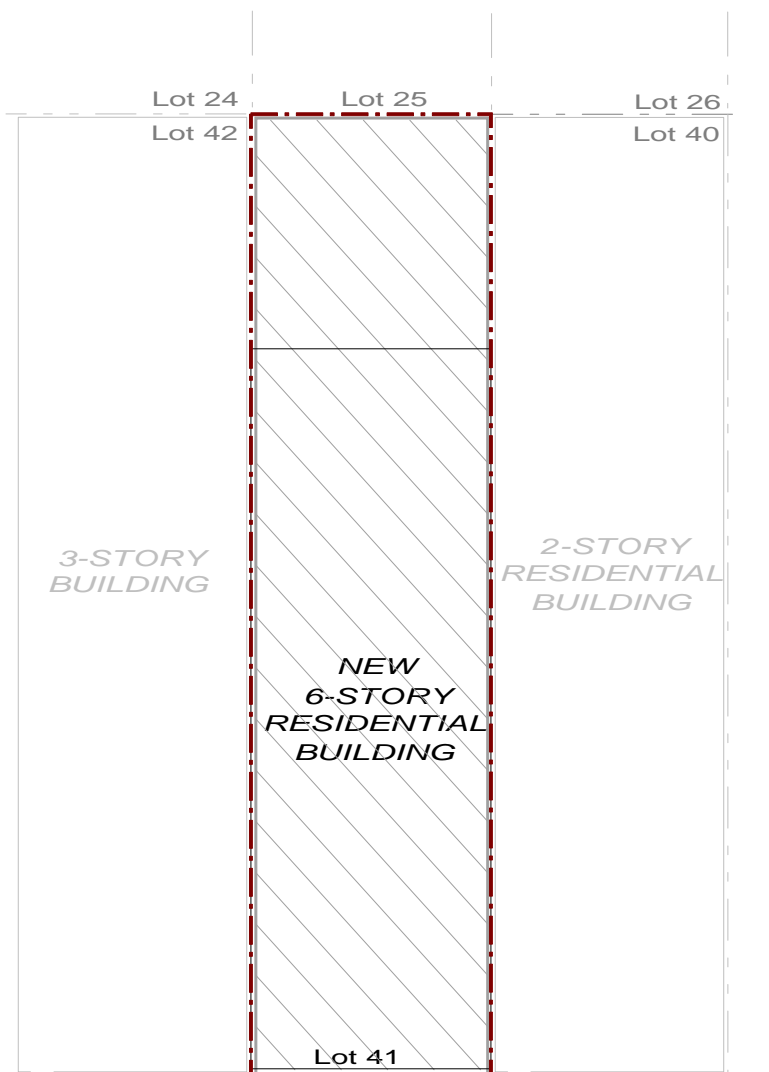 Lot 24
Lot 25
Lot 26
Lot 42
Lot 40
3-STORY
BUILDING
2-STORY
RESIDENTIAL
BUILDING
NEW
6-STORY
RESIDENTIAL
BUILDING
Lot 41